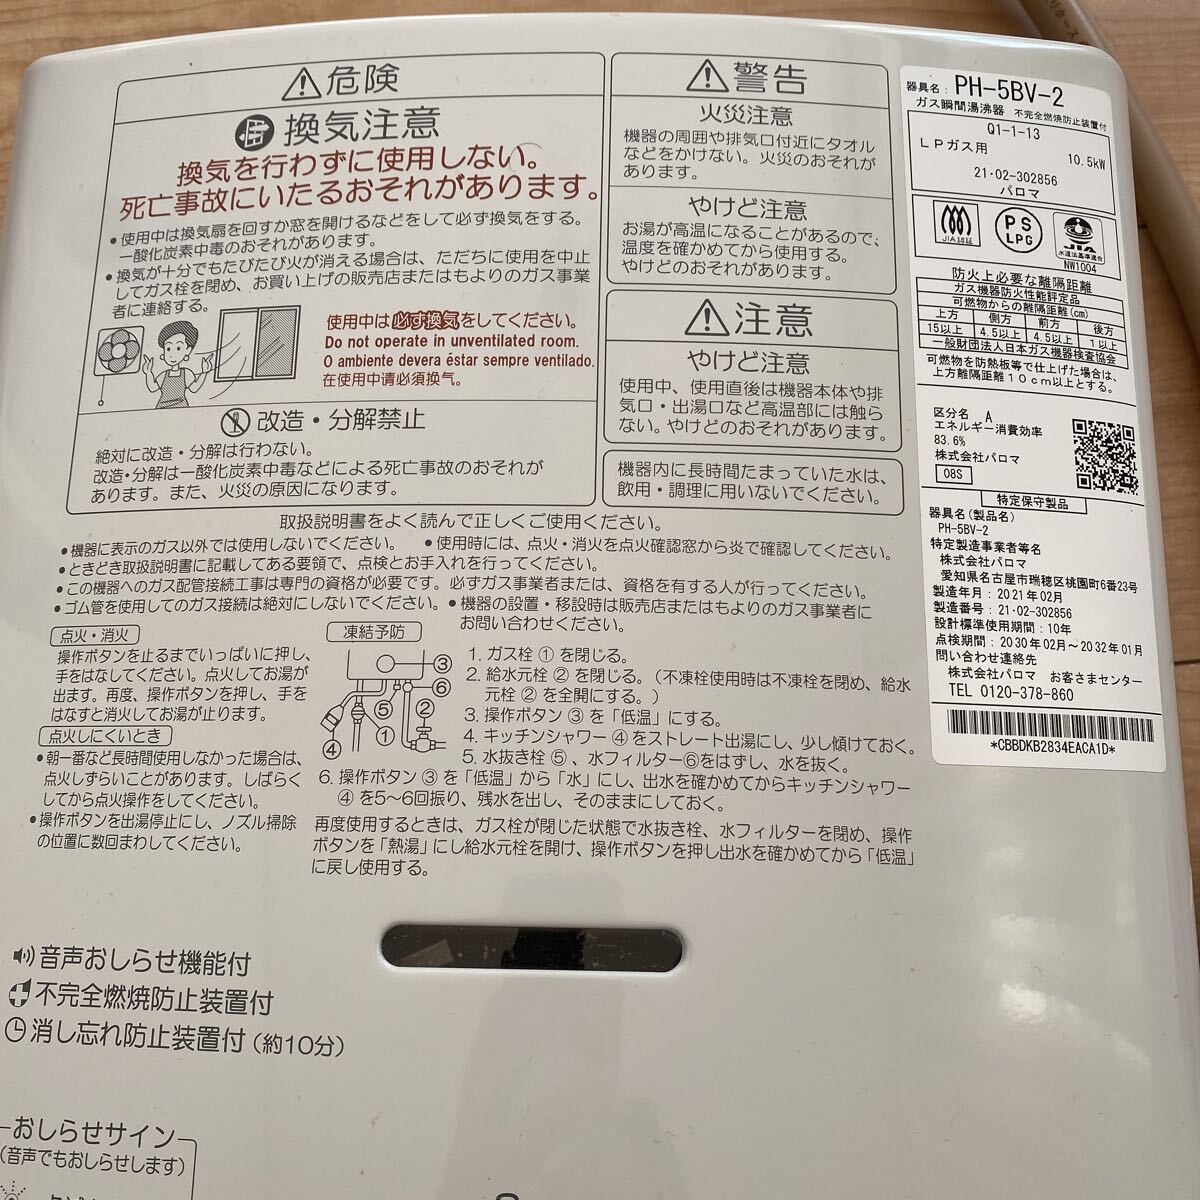 危険
換気注意
換気を行わずに使用しない。
死亡事故にいたるおそれがあります。
•使用中は換気扇を回すか窓を開けるなどをして必ず換気をする。
一酸化炭素中毒のおそれがあります。
•換気が十分でもたびたび火が消える場合は、ただちに使用を中止
してガス栓を閉め、お買い上げの販売店またはもよりのガス事業
者に連絡する。
使用中は必ず換気をしてください。
Do not operate in unventilated room.
O ambiente devera éstar sempre ventilado.
在使用中请必须换气。
改造・分解禁止
絶対に改造・分解は行わない。
改造・分解は一酸化炭素中毒などによる死亡事故のおそれが
あります。また、火災の原因になります。
警告
火災注意
機器の周囲や排気口付近にタオル
などをかけない。火災のおそれが
あります。
やけど注意
お湯が高温になることがあるので、
温度を確かめてから使用する。
やけどのおそれがあります。
注意
やけど注意
使用中、使用直後は機器本体や排
気口・出湯口など高温部には触ら
ない。やけどのおそれがあります。
機器内に長時間たまっていた水は、
飲用・調理に用いないでください。
取扱説明書をよく読んで正しくご使用ください。
•機器に表示のガス以外では使用しないでください。 •使用時には、点火・消火を点火確認窓から炎で確認してください。
•ときどき取扱説明書に記載してある要領で、点検とお手入れを行ってください。
•この機器へのガス配管接続工事は専門の資格が必要です。必ずガス事業者または、資格を有する人が行ってください。
•ゴム管を使用してのガス接続は絶対にしないでください。 •機器の設置・移設時は販売店またはもよりのガス事業者に
お問い合わせください。
点火・消火
操作ボタンを止るまでいっぱいに押し、
手をはなしてください。点火してお湯が
出ます。再度、操作ボタンを押し、手を
はなすと消火してお湯が止ります。
点火しにくいとき
•朝一番など長時間使用しなかった場合は、
点火しずらいことがあります。しばらく
してから点火操作をしてください。
•操作ボタンを出湯停止にし、ノズル掃除
の位置に数回まわしてください。
凍結予防
③
⑥
②
⑤
①
④
1. ガス栓①を閉じる。
2. 給水元栓②を閉じる。(不凍栓使用時は不凍栓を閉め、給水
元栓②を全開にする。)
3. 操作ボタン③を「低温」にする。
4. キッチンシャワー④をストレート出湯にし、少し傾けておく。
5. 水抜き栓⑤、水フィルター⑥をはずし、水を抜く。
6. 操作ボタン③を「低温」から「水」にし、出水を確かめてからキッチンシャワー
④を5〜6回振り、残水を出し、そのままにしておく。
再度使用するときは、ガス栓が閉じた状態で水抜き栓、水フィルターを閉め、操作
ボタンを「熱湯」にし給水元栓を開け、操作ボタンを押し出水を確かめてから「低温」
に戻し使用する。
音声おしらせ機能付
不完全燃焼防止装置付
消し忘れ防止装置付(約10分)
おしらせサイン
(音声でもおしらせします)
器具名: PH-5BV-2
ガス瞬間湯沸器 不完全燃焼防止装置付
Q1-1-13
LPガス用 10.5kW
21・02-302856
パロマ
JIA認証
PS
LPG
JIA
水道法基準適合
NW1004
防火上必要な離隔距離
ガス機器防火性能評定品
可燃物からの離隔距離(cm)
上方 側方 前方 後方
15以上 4.5以上 4.5以上 1以上
一般財団法人日本ガス機器検査協会
可燃物を防熱板等で仕上げた場合は、
上方離隔距離10cm以上とする。
区分名 A
エネルギー消費効率
83.6%
株式会社パロマ
08S
特定保守製品
器具名(製品名)
PH-5BV-2
特定製造事業者等名
株式会社パロマ
愛知県名古屋市瑞穂区桃園町6番23号
製造年月:2021年02月
製造番号:21・02-302856
設計標準使用期間:10年
点検期間:2030年02月〜2032年01月
問い合わせ連絡先
株式会社パロマ お客さまセンター
TEL 0120-378-860
*CBBDKB2834EACA1D*